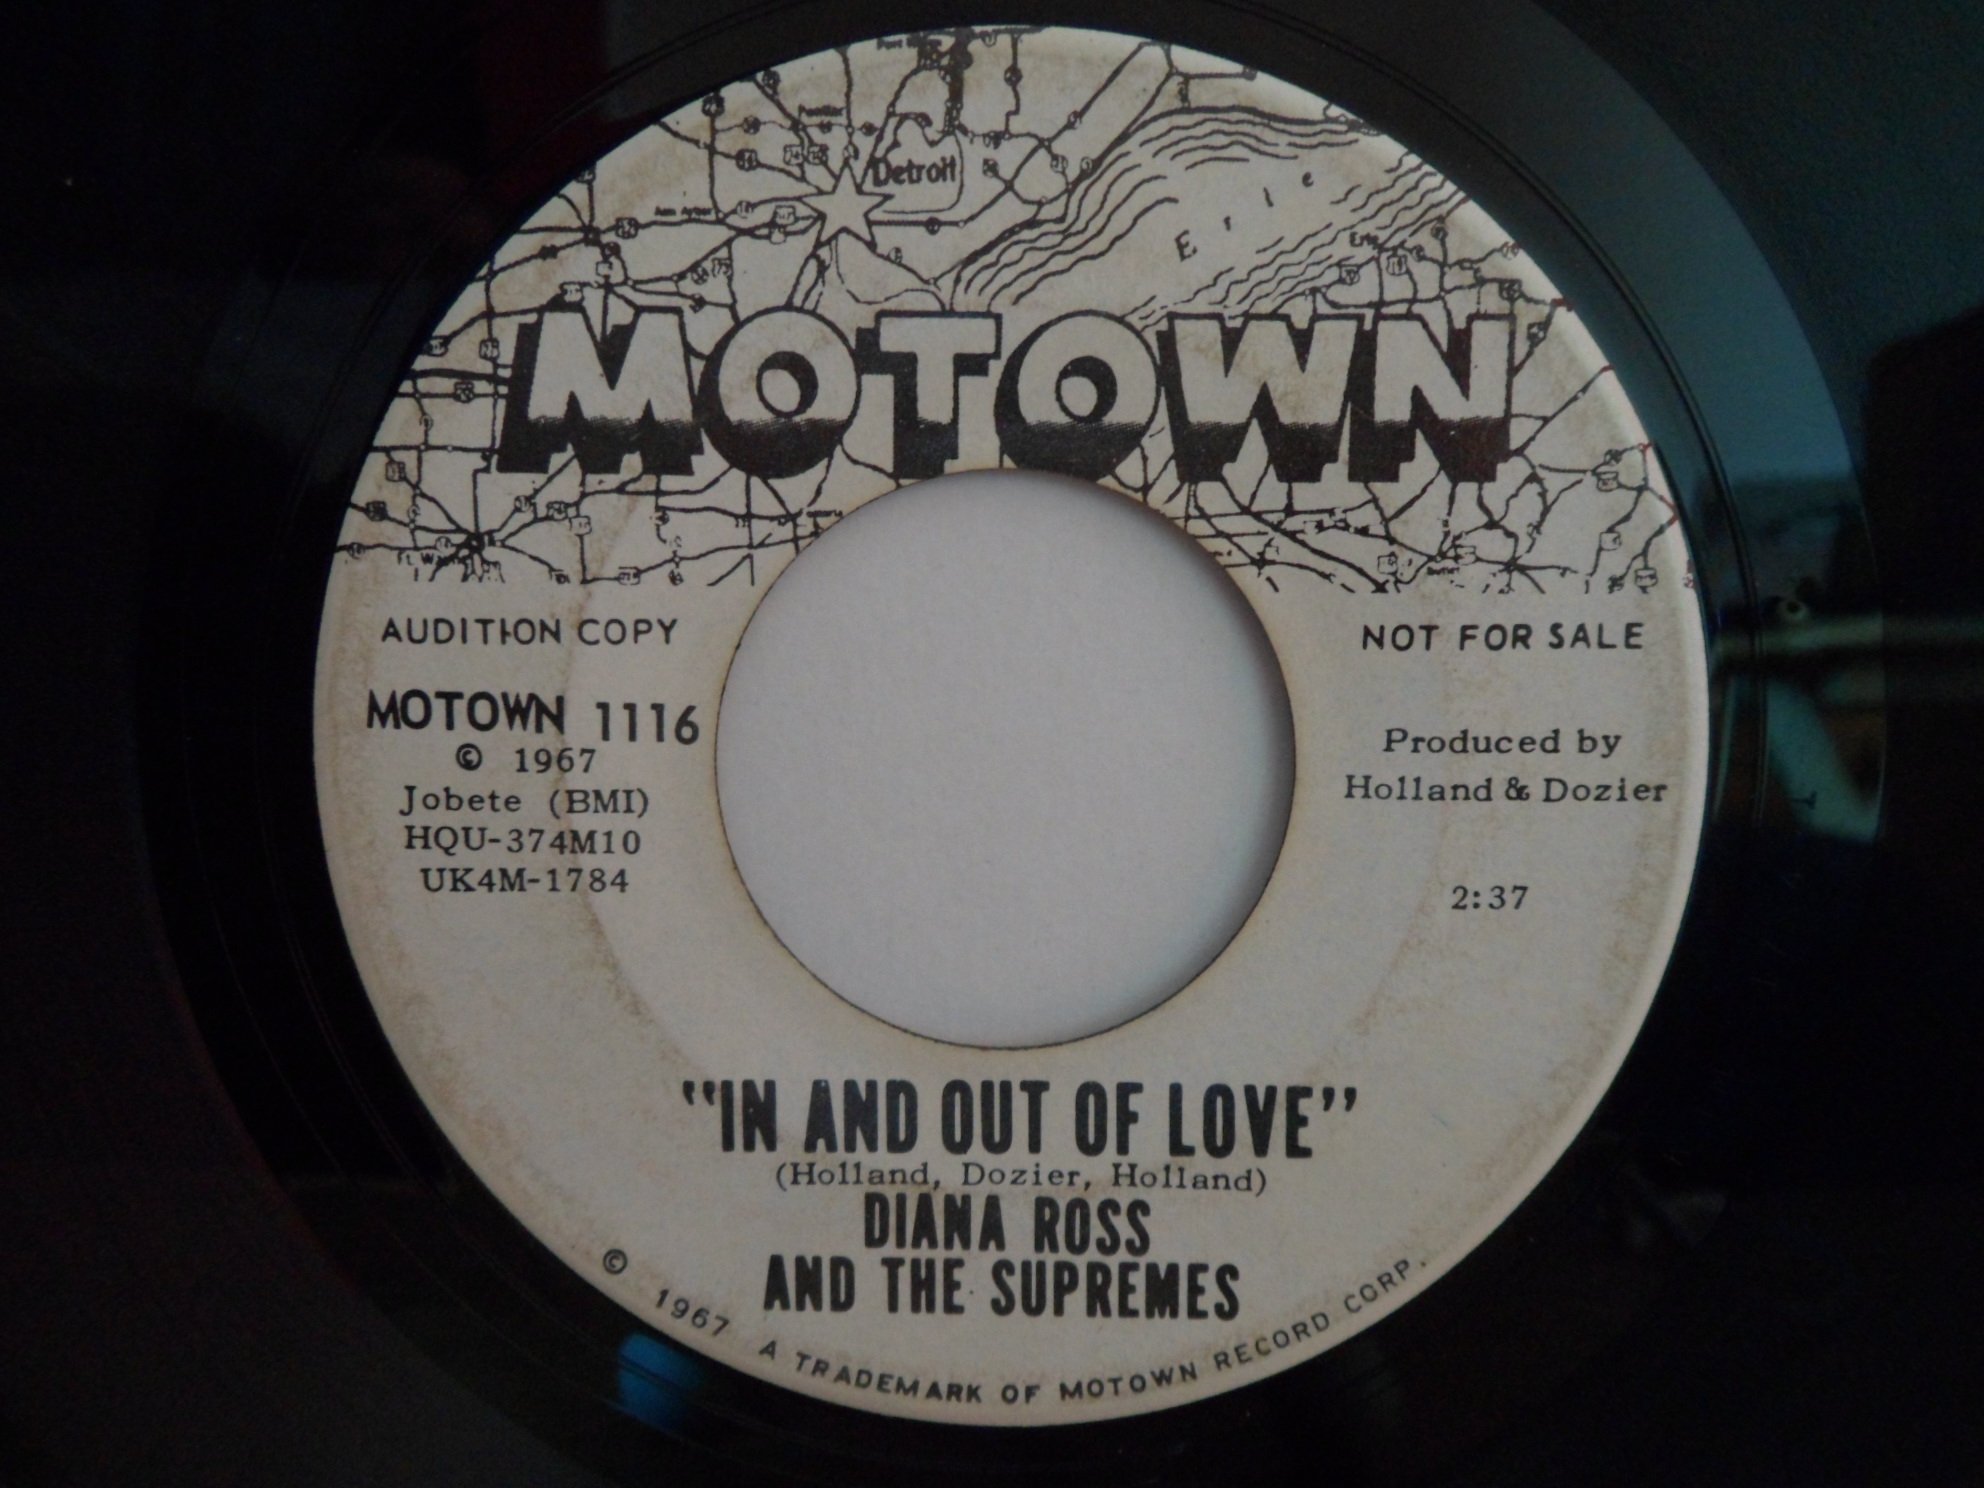 Detroit
Erie
Erie
MOTOWN
AUDITION COPY
NOT FOR SALE
MOTOWN 1116
© 1967
Jobete (BMI)
HQU-374M10
UK4M-1784
Produced by
Holland & Dozier
2:37
"IN AND OUT OF LOVE"
(Holland, Dozier, Holland)
DIANA ROSS
AND THE SUPREMES
© 1967 A TRADEMARK OF MOTOWN RECORD CORP.